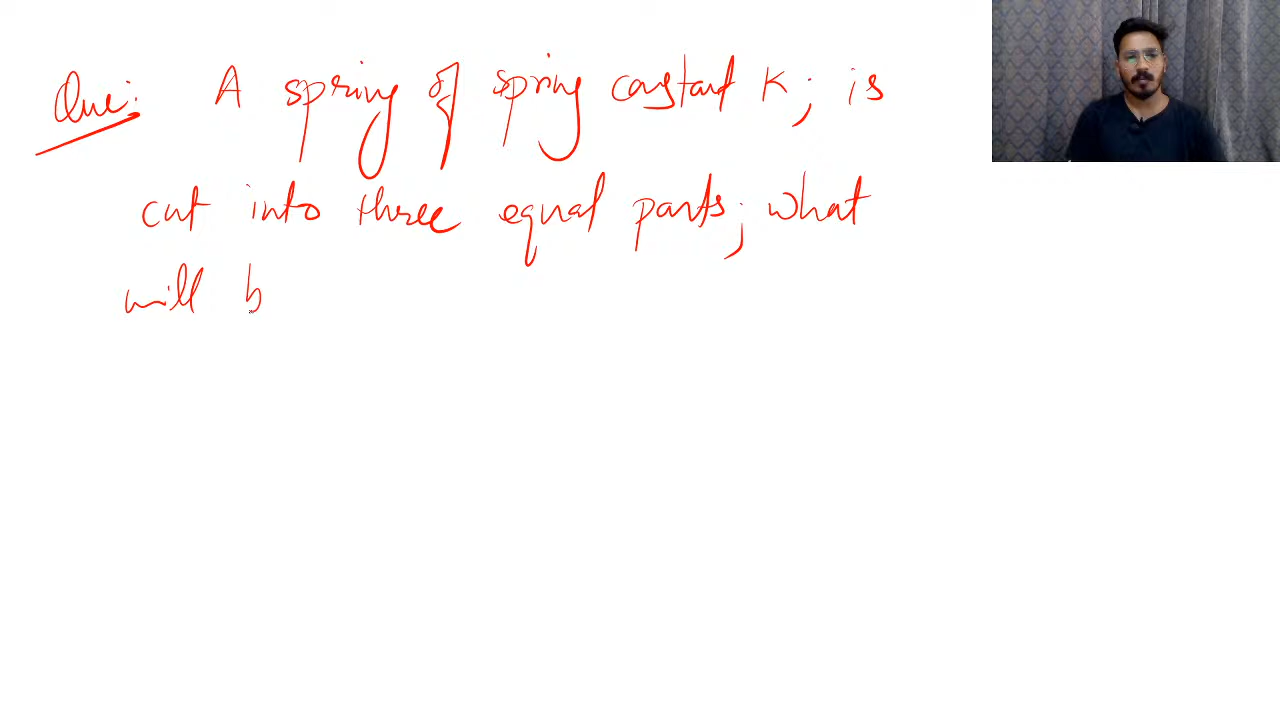 Que: A spring of spring constant K; is
cut into three equal parts; what
will b